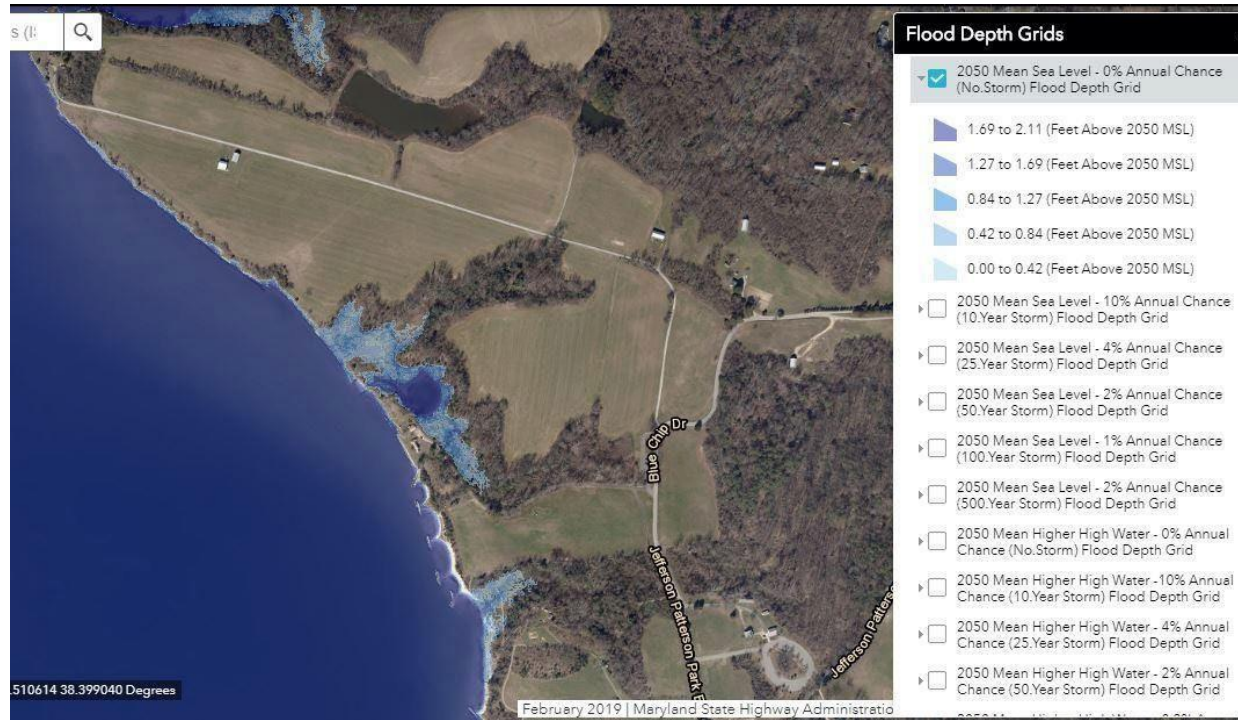 s (I:
Flood Depth Grids
2050 Mean Sea Level - 0% Annual Chance
(No.Storm) Flood Depth Grid
1.69 to 2.11 (Feet Above 2050 MSL)
1.27 to 1.69 (Feet Above 2050 MSL)
0.84 to 1.27 (Feet Above 2050 MSL)
0.42 to 0.84 (Feet Above 2050 MSL)
0.00 to 0.42 (Feet Above 2050 MSL)
2050 Mean Sea Level - 10% Annual Chance
(10.Year Storm) Flood Depth Grid
2050 Mean Sea Level - 4% Annual Chance
(25.Year Storm) Flood Depth Grid
2050 Mean Sea Level - 2% Annual Chance
(50.Year Storm) Flood Depth Grid
2050 Mean Sea Level - 1% Annual Chance
(100.Year Storm) Flood Depth Grid
2050 Mean Sea Level - 2% Annual Chance
(500.Year Storm) Flood Depth Grid
2050 Mean Higher High Water - 0% Annual
Chance (No.Storm) Flood Depth Grid
2050 Mean Higher High Water -10% Annual
Chance (10.Year Storm) Flood Depth Grid
2050 Mean Higher High Water - 4% Annual
Chance (25.Year Storm) Flood Depth Grid
2050 Mean Higher High Water - 2% Annual
Chance (50.Year Storm) Flood Depth Grid
Blue Chip Dr
Jefferson Patterson Park
Jefferson Patterso
.510614 38.399040 Degrees
February 2019 | Maryland State Highway Administratio